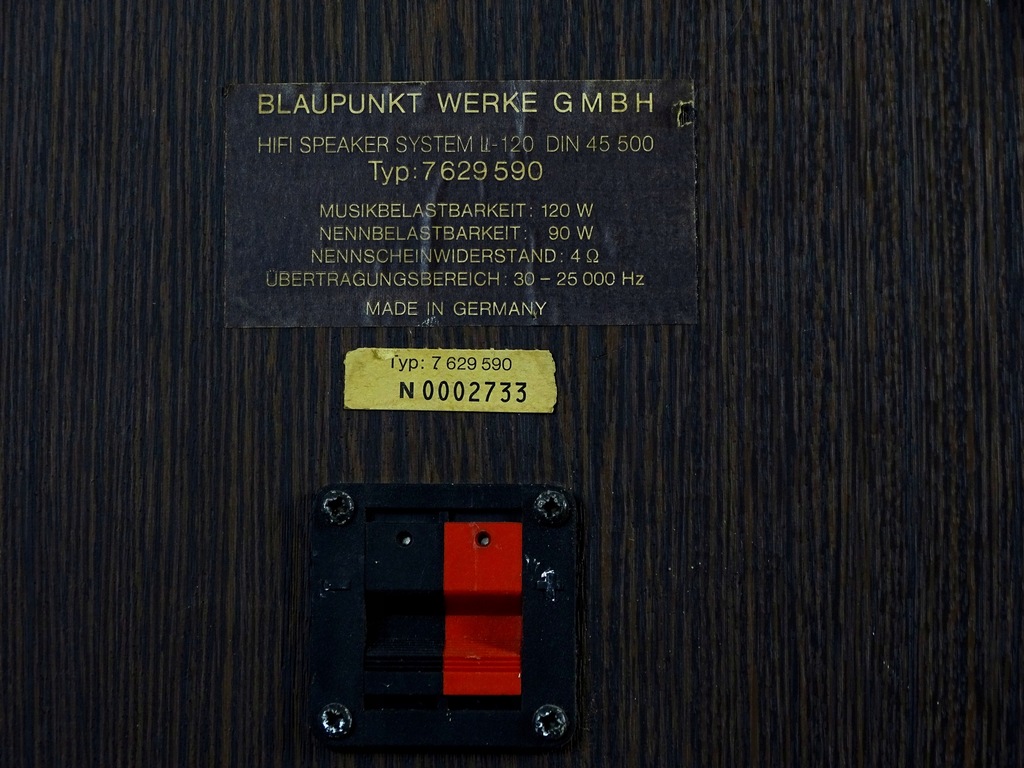 BLAUPUNKT WERKE GMBH
HIFI SPEAKER SYSTEM L-120 DIN 45 500
Typ: 7 629 590
MUSIKBELASTBARKEIT: 120 W
NENNBELASTBARKEIT: 90 W
NENNSCHEINWIDERSTAND: 4 Ω
ÜBERTRAGUNGSBEREICH: 30 – 25 000 Hz
MADE IN GERMANY
Typ: 7 629 590
N 0002733